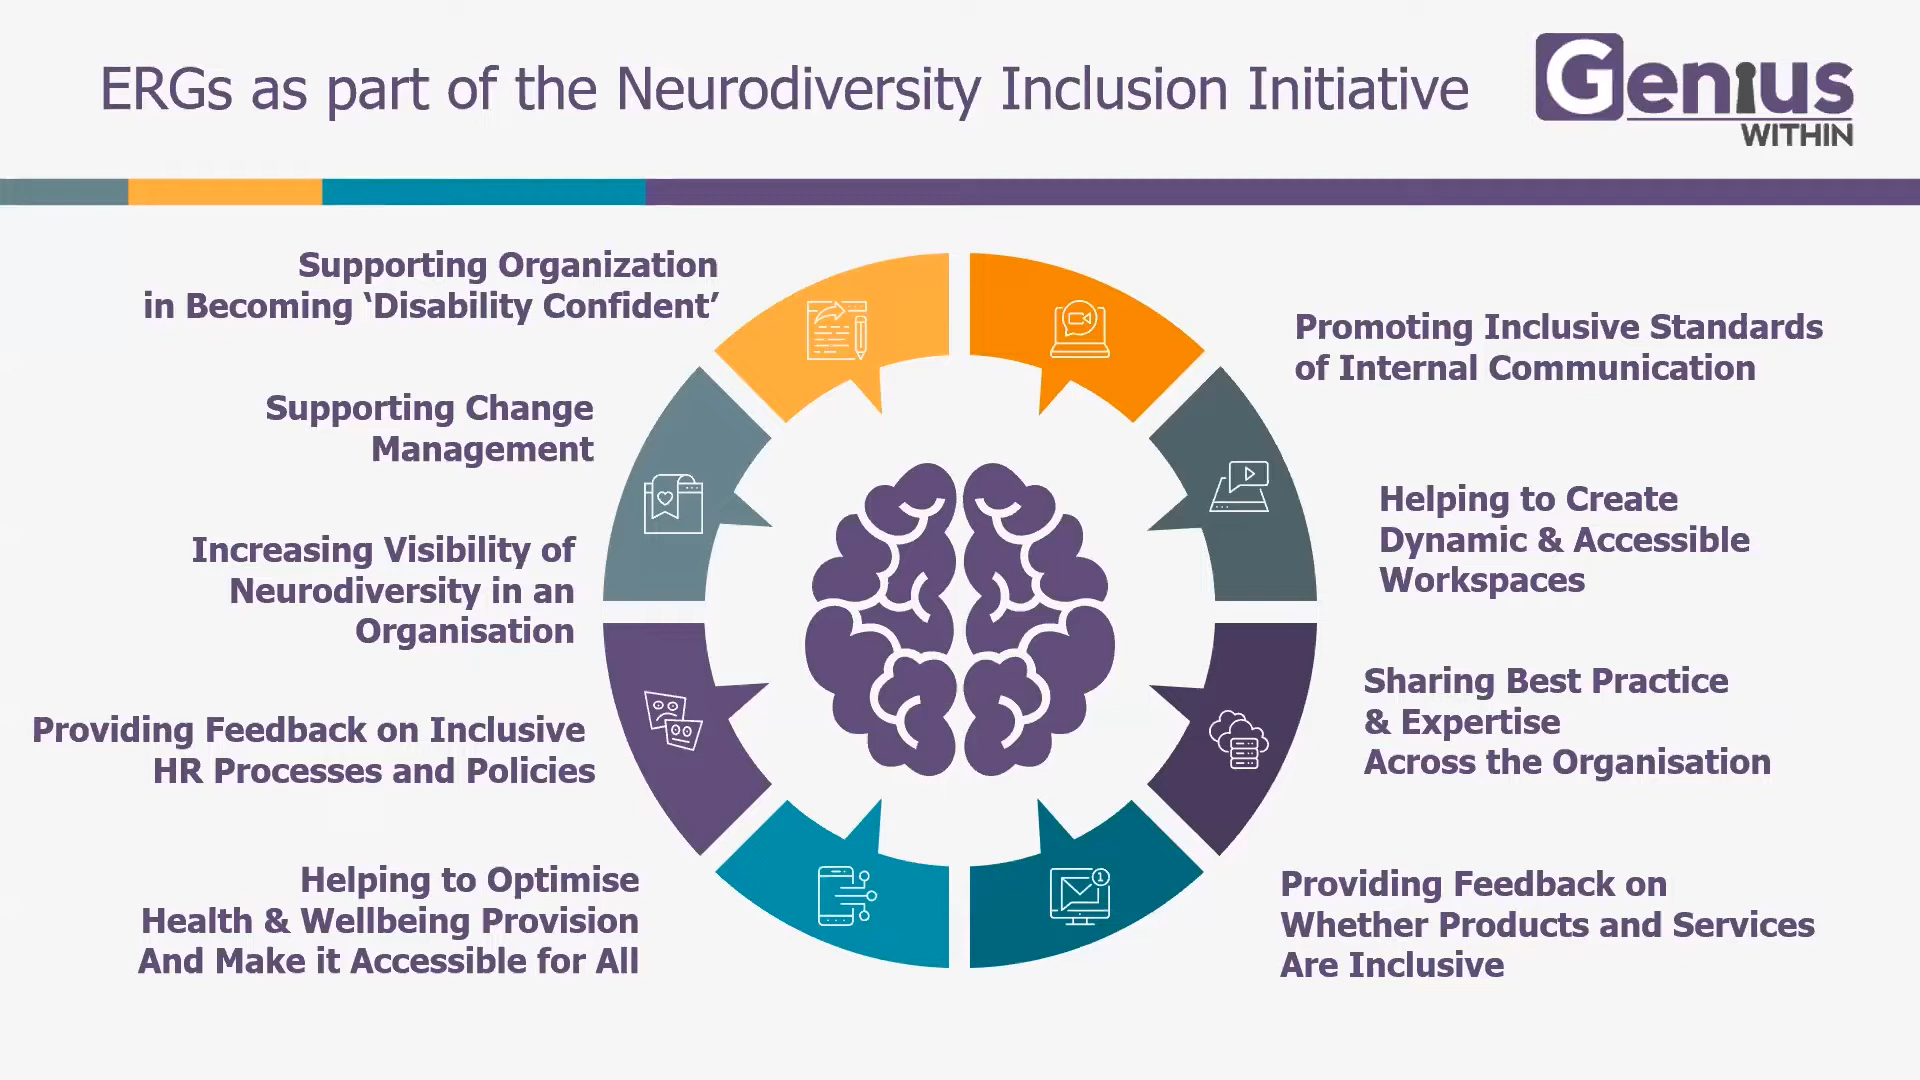 ERGs as part of the Neurodiversity Inclusion Initiative
Genius
WITHIN
Supporting Organization
in Becoming ‘Disability Confident’
Supporting Change
Management
Increasing Visibility of
Neurodiversity in an
Organisation
Providing Feedback on Inclusive
HR Processes and Policies
Helping to Optimise
Health & Wellbeing Provision
And Make it Accessible for All
Promoting Inclusive Standards
of Internal Communication
Helping to Create
Dynamic & Accessible
Workspaces
Sharing Best Practice
& Expertise
Across the Organisation
1
Providing Feedback on
Whether Products and Services
Are Inclusive